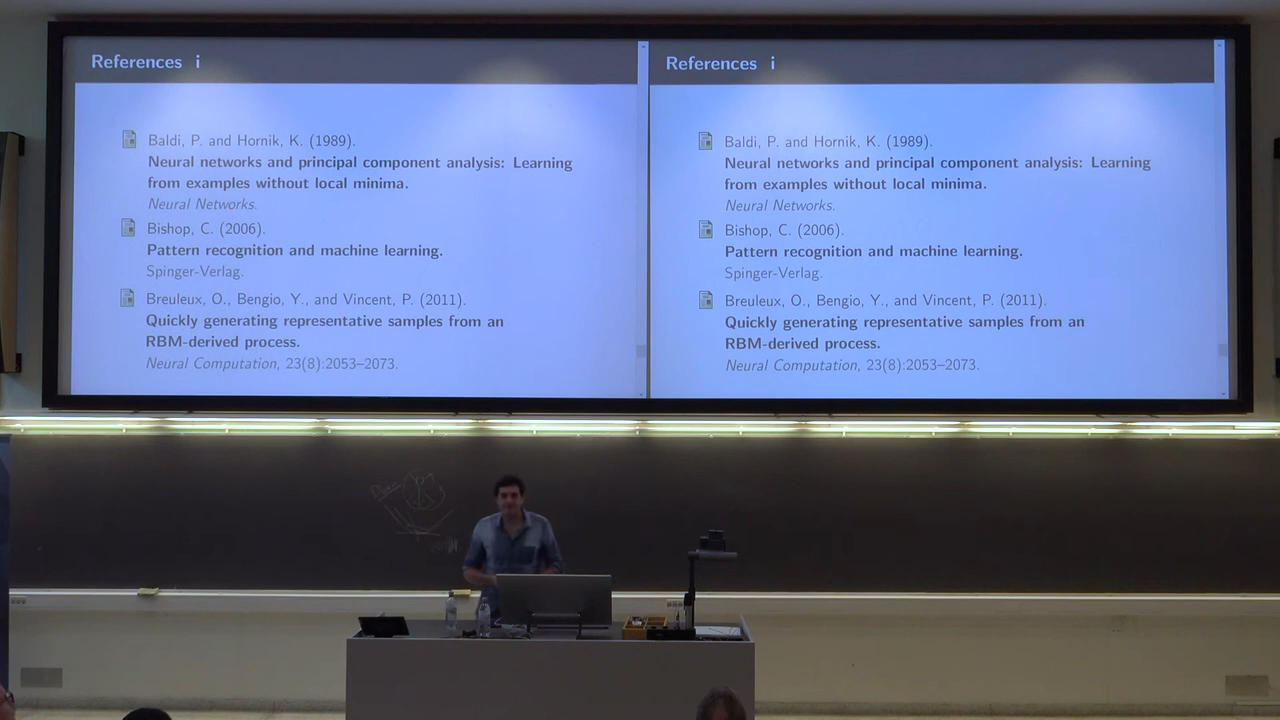 References i
Baldi, P. and Hornik, K. (1989).
Neural networks and principal component analysis: Learning
from examples without local minima.
Neural Networks.
Bishop, C. (2006).
Pattern recognition and machine learning.
Spinger-Verlag.
Breuleux, O., Bengio, Y., and Vincent, P. (2011).
Quickly generating representative samples from an
RBM-derived process.
Neural Computation, 23(8):2053–2073.
References i
Baldi, P. and Hornik, K. (1989).
Neural networks and principal component analysis: Learning
from examples without local minima.
Neural Networks.
Bishop, C. (2006).
Pattern recognition and machine learning.
Spinger-Verlag.
Breuleux, O., Bengio, Y., and Vincent, P. (2011).
Quickly generating representative samples from an
RBM-derived process.
Neural Computation, 23(8):2053–2073.